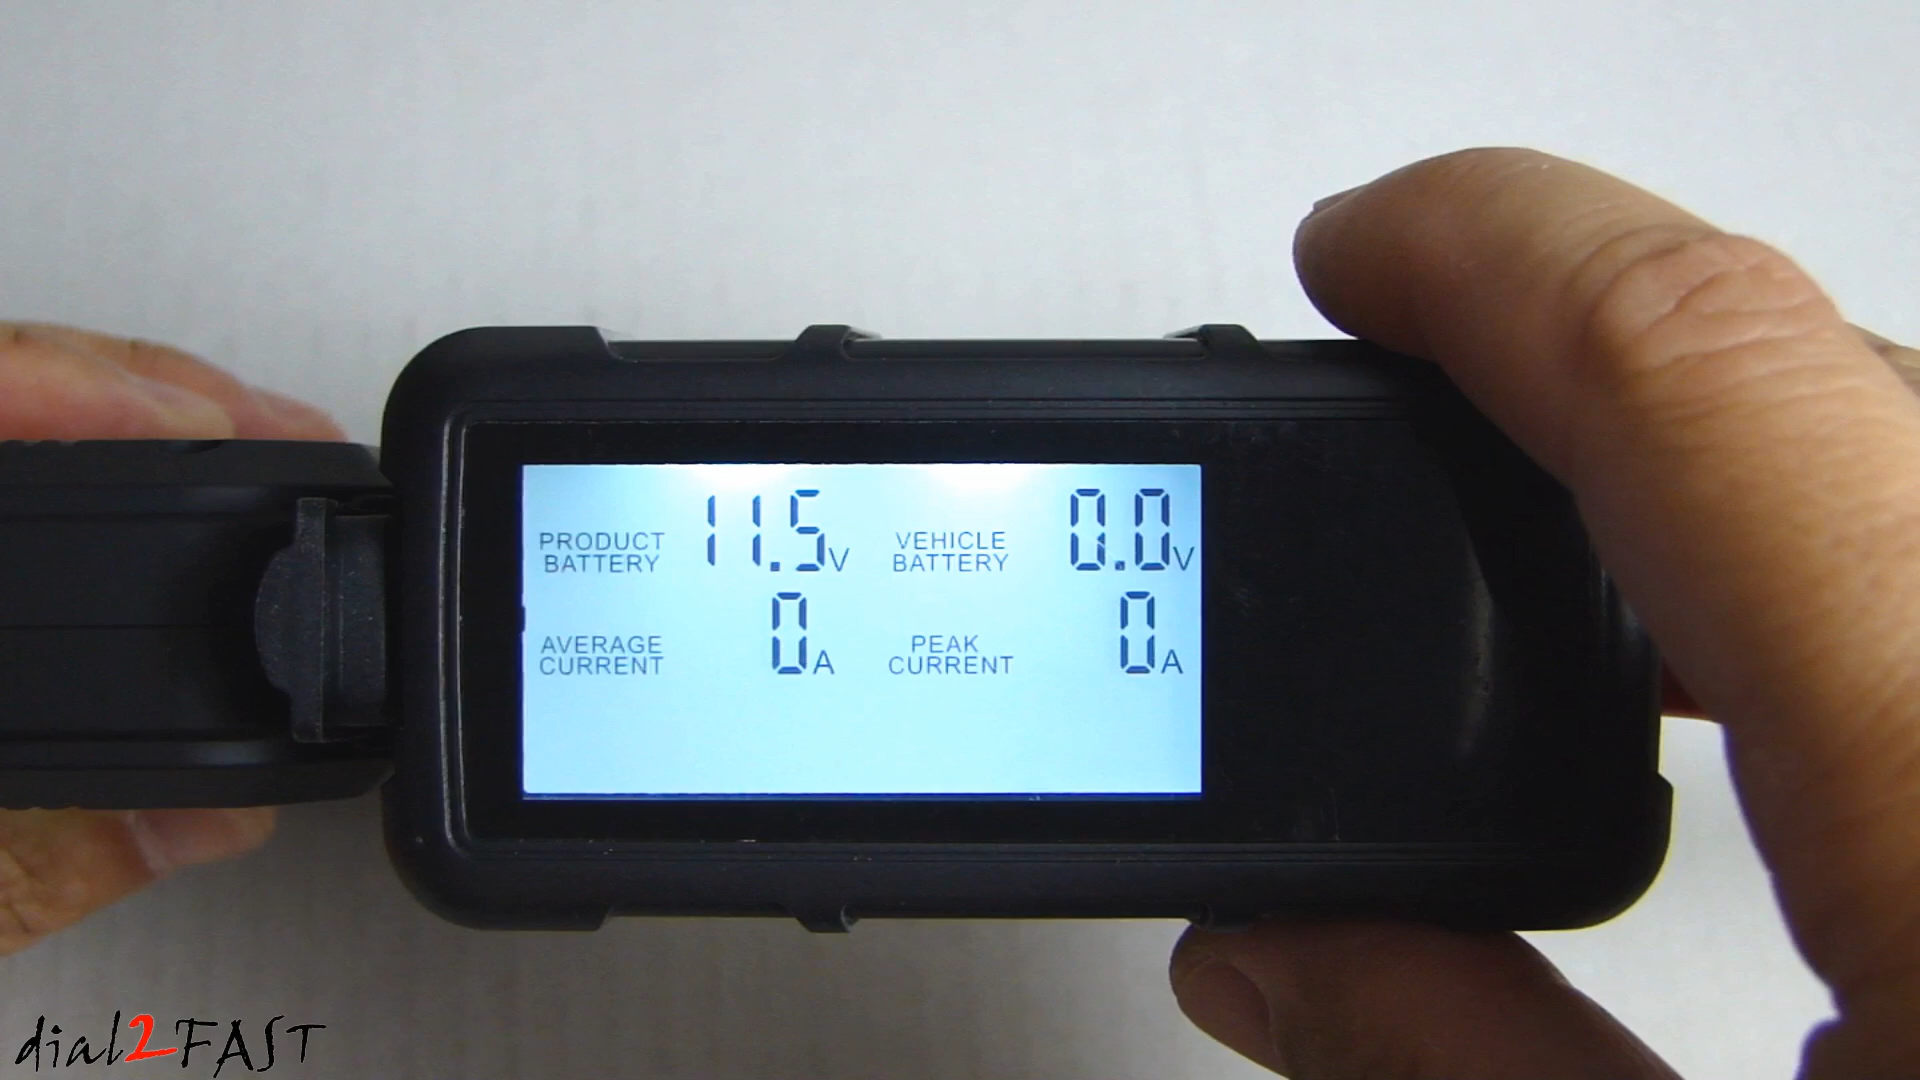 PRODUCT BATTERY 11.5V
VEHICLE BATTERY 0.0V
AVERAGE CURRENT 0A
PEAK CURRENT 0A
dial2FAST